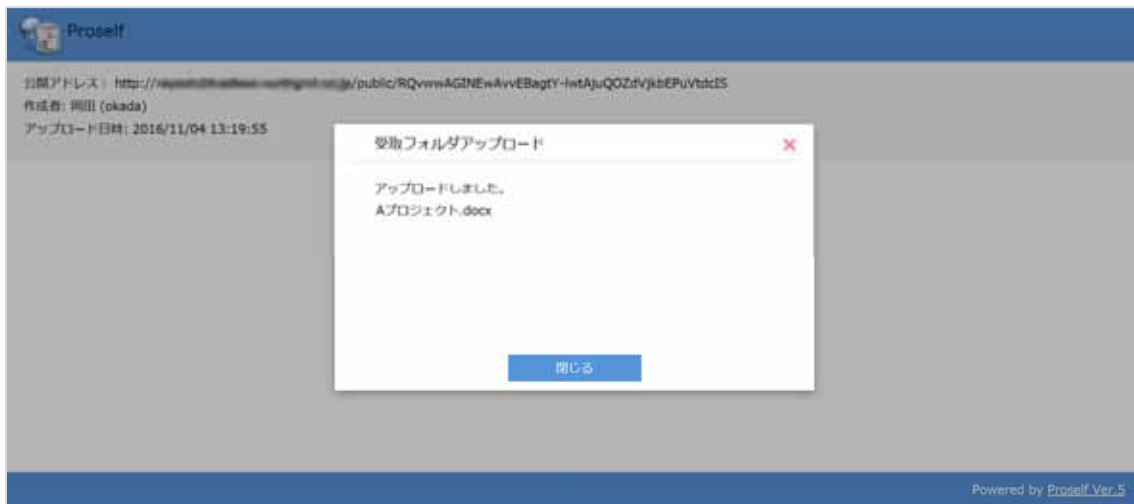 Proself
公開アドレス： http://
作成者: 岡田 (okada)
アップロード日時: 2016/11/04 13:19:55
受取フォルダアップロード
アップロードしました。
Aプロジェクト.docx
閉じる
Powered by Proself Ver.5